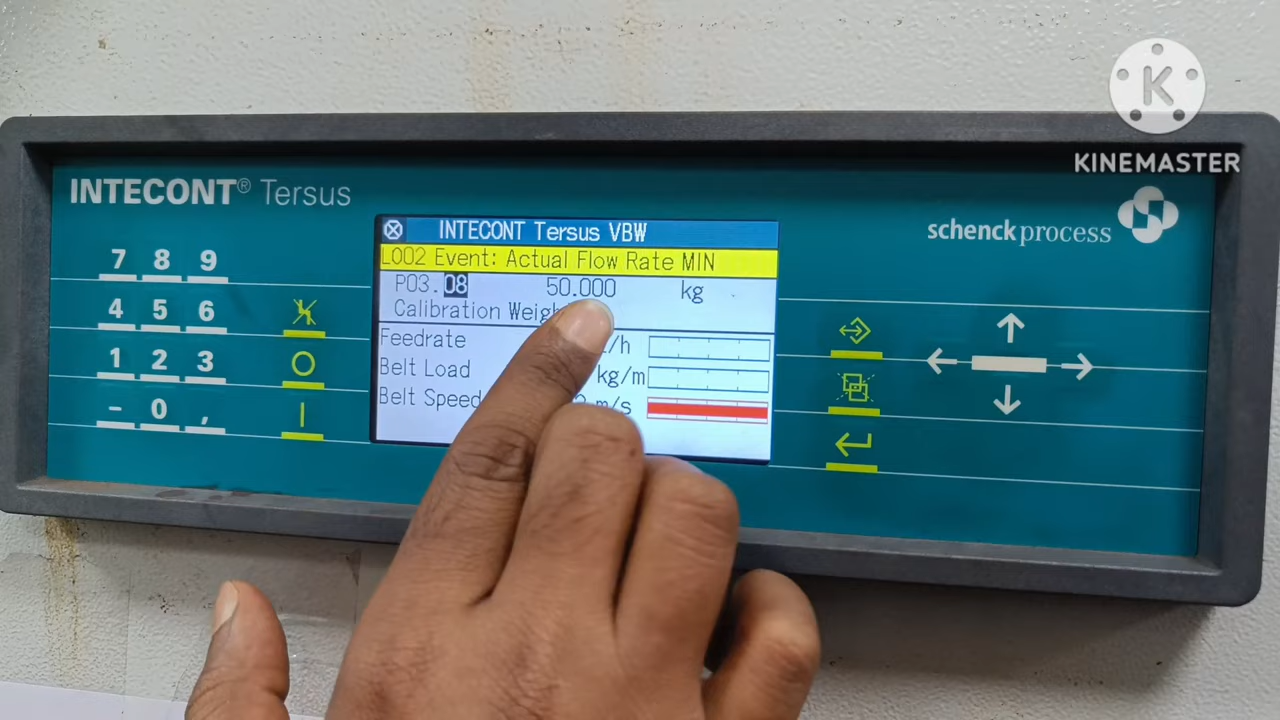 KINEMASTER
INTECONT® Tersus
schenck process
7 8 9
4 5 6
1 2 3
- 0 ,
INTECONT Tersus VBW
L002 Event: Actual Flow Rate MIN
P03.08 50.000 kg
Calibration
Feedrate /h
Belt Load kg/m
Belt Speed m/s